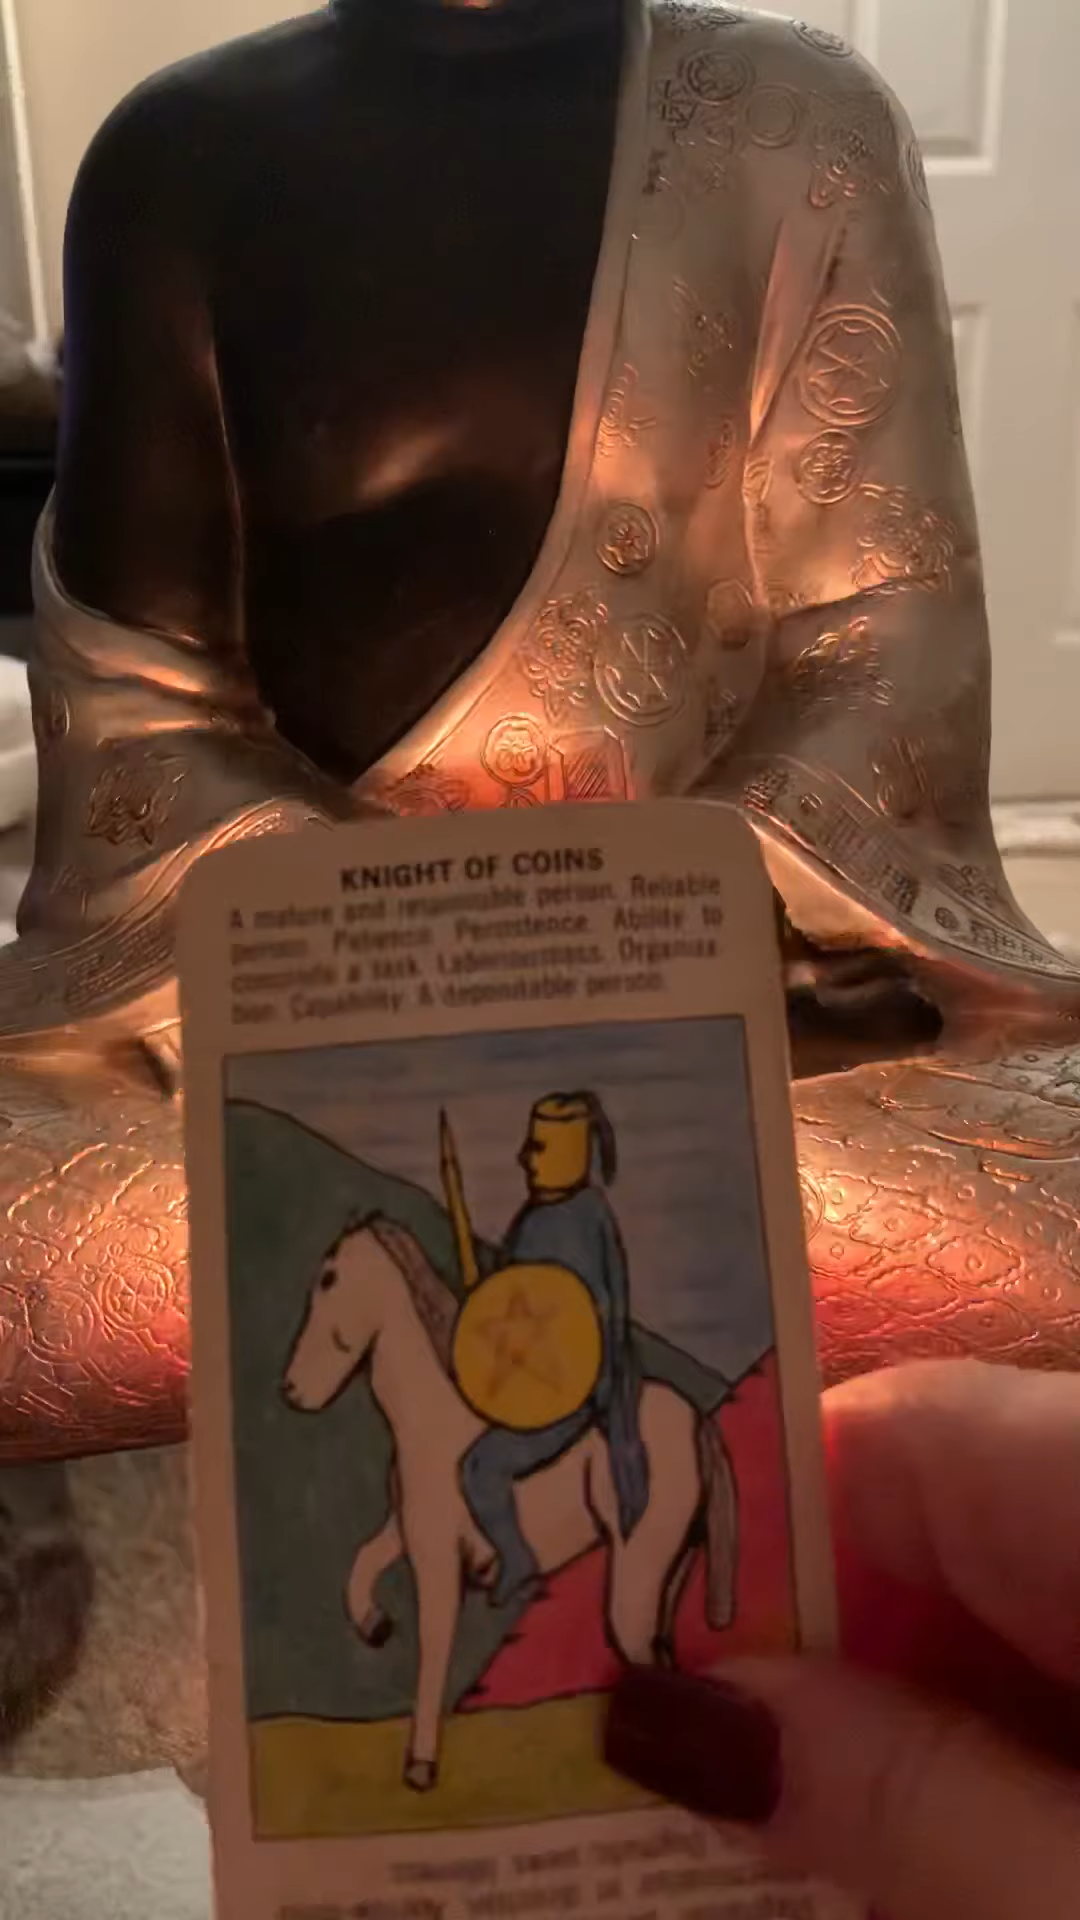 KNIGHT OF COINS
A mature and responsible person. Reliable
person. Patience. Persistence. Ability to
conclude a task. Laboriousness. Organiza-
tion. Capability. A dependable person.